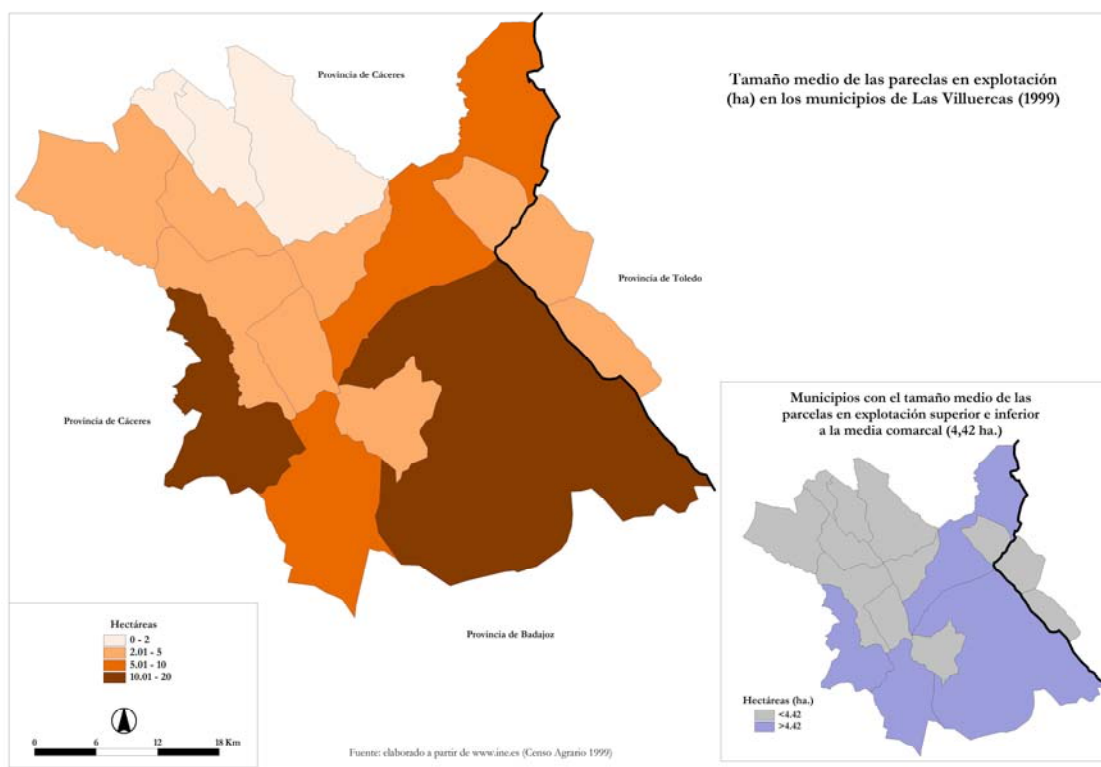 Tamaño medio de las pareclas en explotación
(ha) en los municipios de Las Villuercas (1999)
Provincia de Cáceres
Provincia de Toledo
Provincia de Cáceres
Provincia de Badajoz
Hectáreas
0 - 2
2.01 - 5
5.01 - 10
10.01 - 20
0 6 12 18 Km
Fuente: elaborado a partir de www.ine.es (Censo Agrario 1999)
Municipios con el tamaño medio de las
parcelas en explotación superior e inferior
a la media comarcal (4,42 ha.)
Hectáreas (ha.)
<4.42
>4.42